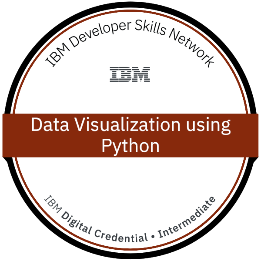 IBM Developer Skills Network
IBM
Data Visualization using
Python
IBM Digital Credential • Intermediate